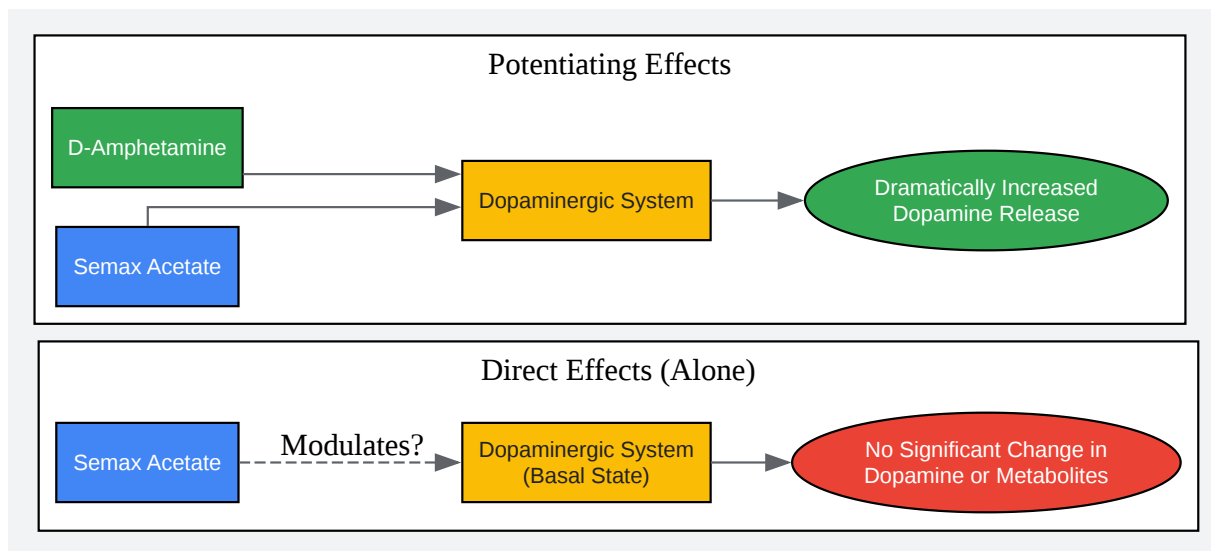 Potentiating Effects
D-Amphetamine
Dopaminergic System
Dramatically Increased
Dopamine Release
Semax Acetate
Direct Effects (Alone)
Semax Acetate
Modulates?
Dopaminergic System
(Basal State)
No Significant Change in
Dopamine or Metabolites